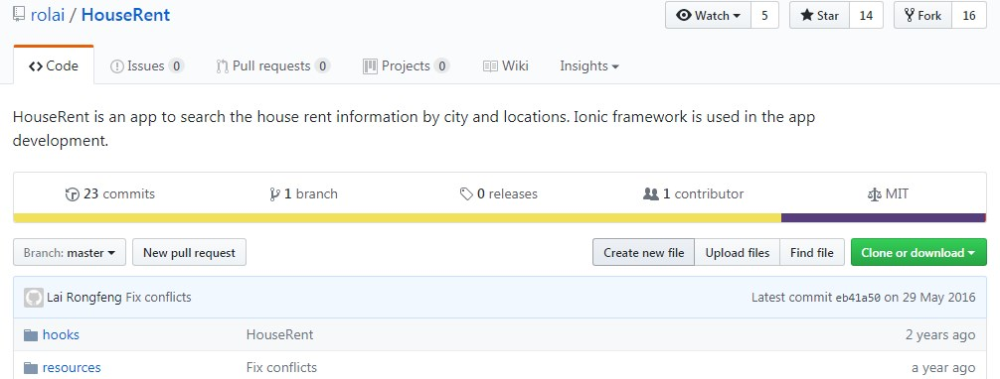 rolai / HouseRent Watch 5 Star 14 Fork 16
Code Issues 0 Pull requests 0 Projects 0 Wiki Insights
HouseRent is an app to search the house rent information by city and locations. Ionic framework is used in the app
development.
23 commits 1 branch 0 releases 1 contributor MIT
Branch: master New pull request Create new file Upload files Find file Clone or download
Lai Rongfeng Fix conflicts Latest commit eb41a50 on 29 May 2016
hooks HouseRent 2 years ago
resources Fix conflicts a year ago